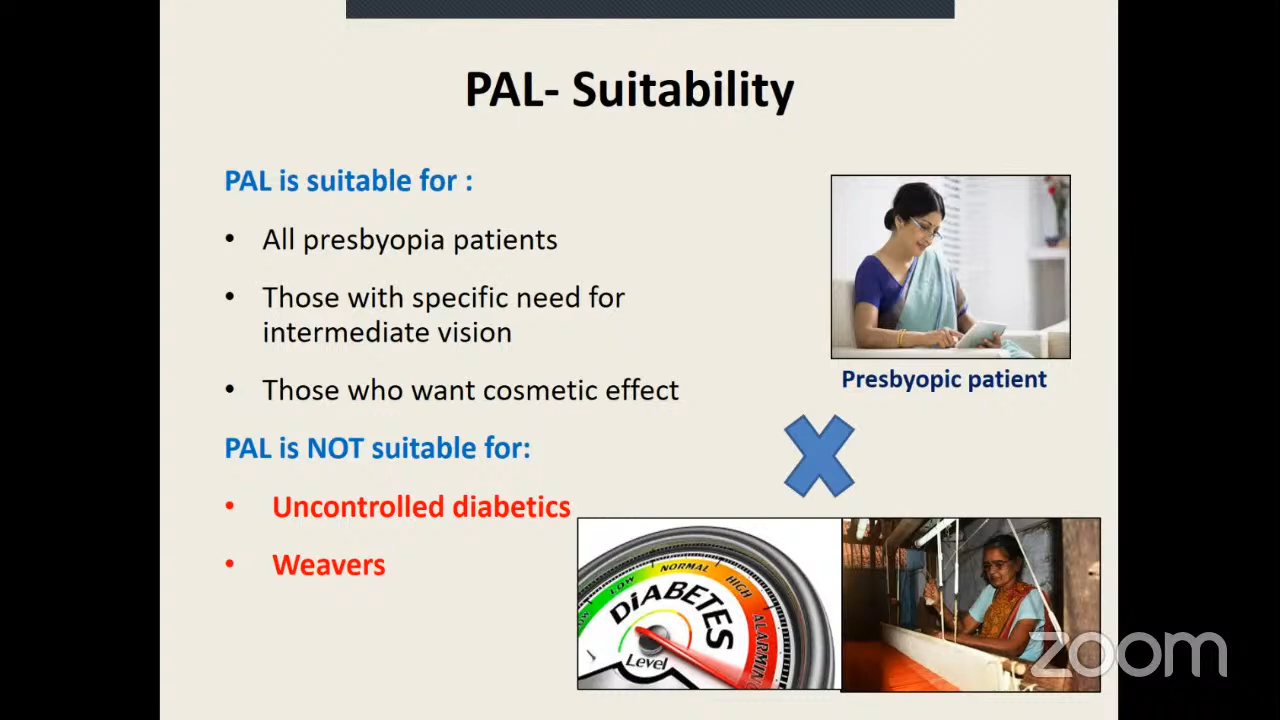 PAL- Suitability
PAL is suitable for :
• All presbyopia patients
• Those with specific need for
intermediate vision
• Those who want cosmetic effect
Presbyopic patient
PAL is NOT suitable for:
• Uncontrolled diabetics
• Weavers
LOW
LOW
NORMAL
HIGH
ALARMING
DiABETES
Level
zoom